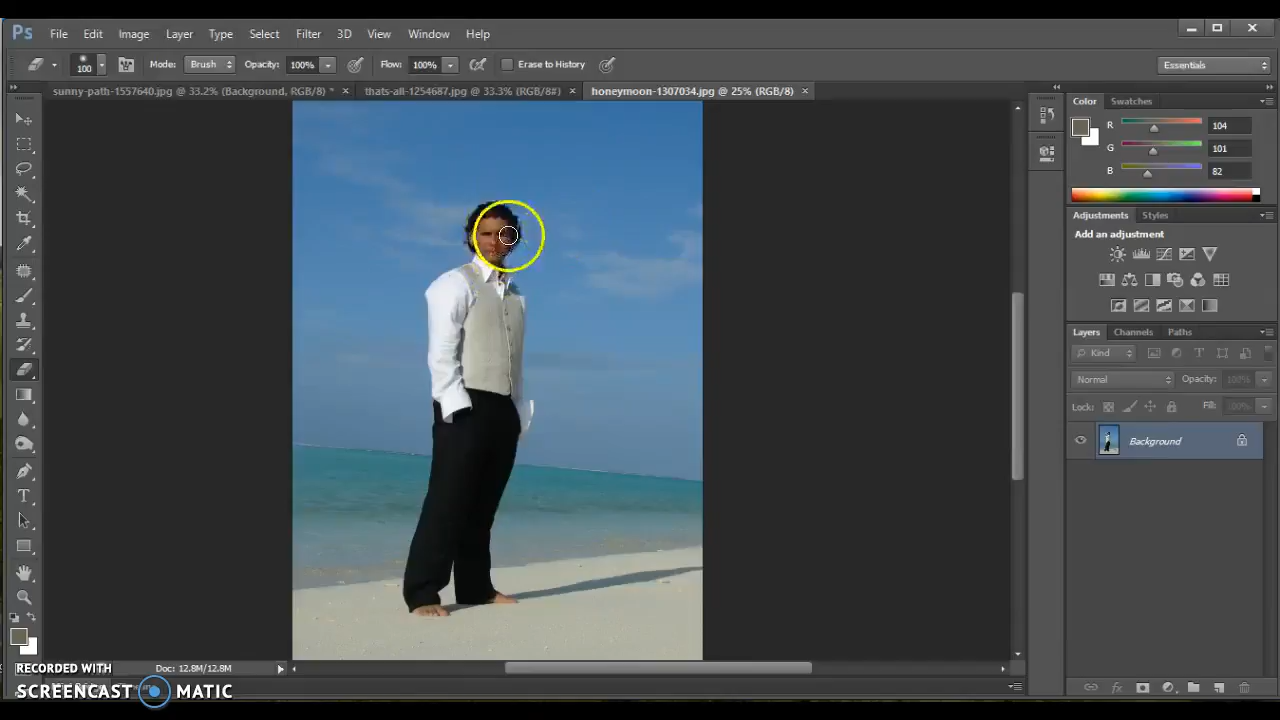 Ps File Edit Image Layer Type Select Filter 3D View Window Help
100 Mode: Brush Opacity: 100% Flow: 100% Erase to History Essentials
sunny-path-1557640.jpg @ 33.2% (Background, RGB/8) * × thats-all-1254687.jpg @ 33.3% (RGB/8#) × honeymoon-1307034.jpg @ 25% (RGB/8) ×
Color Swatches
R 104
G 101
B 82
Adjustments Styles
Add an adjustment
Layers Channels Paths
Kind
Normal Opacity: 100%
Lock: Fill: 100%
Background
T
RECORDED WITH
SCREENCAST MATIC
Doc: 12.8M/12.8M